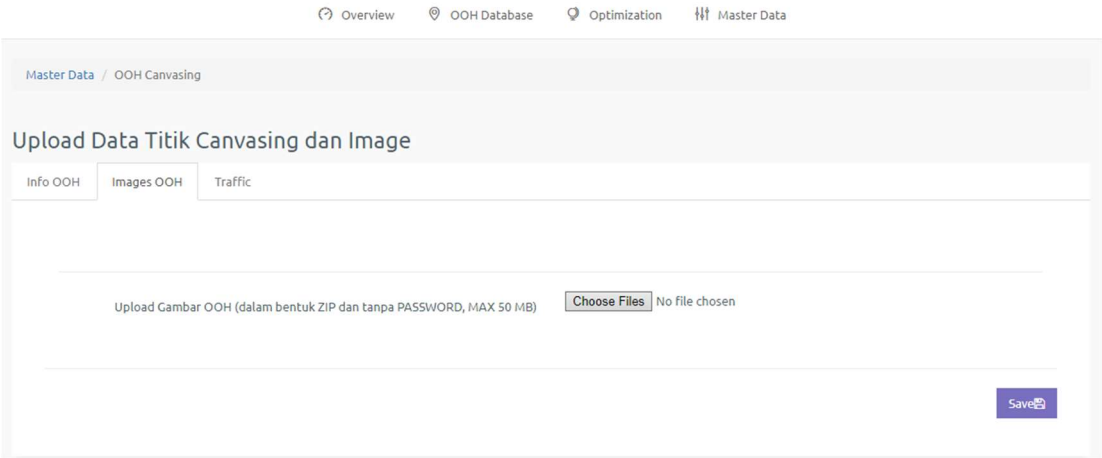 Overview OOH Database Optimization Master Data
Master Data / OOH Canvasing
Upload Data Titik Canvasing dan Image
Info OOH Images OOH Traffic
Upload Gambar OOH (dalam bentuk ZIP dan tanpa PASSWORD, MAX 50 MB) Choose Files No file chosen
Save